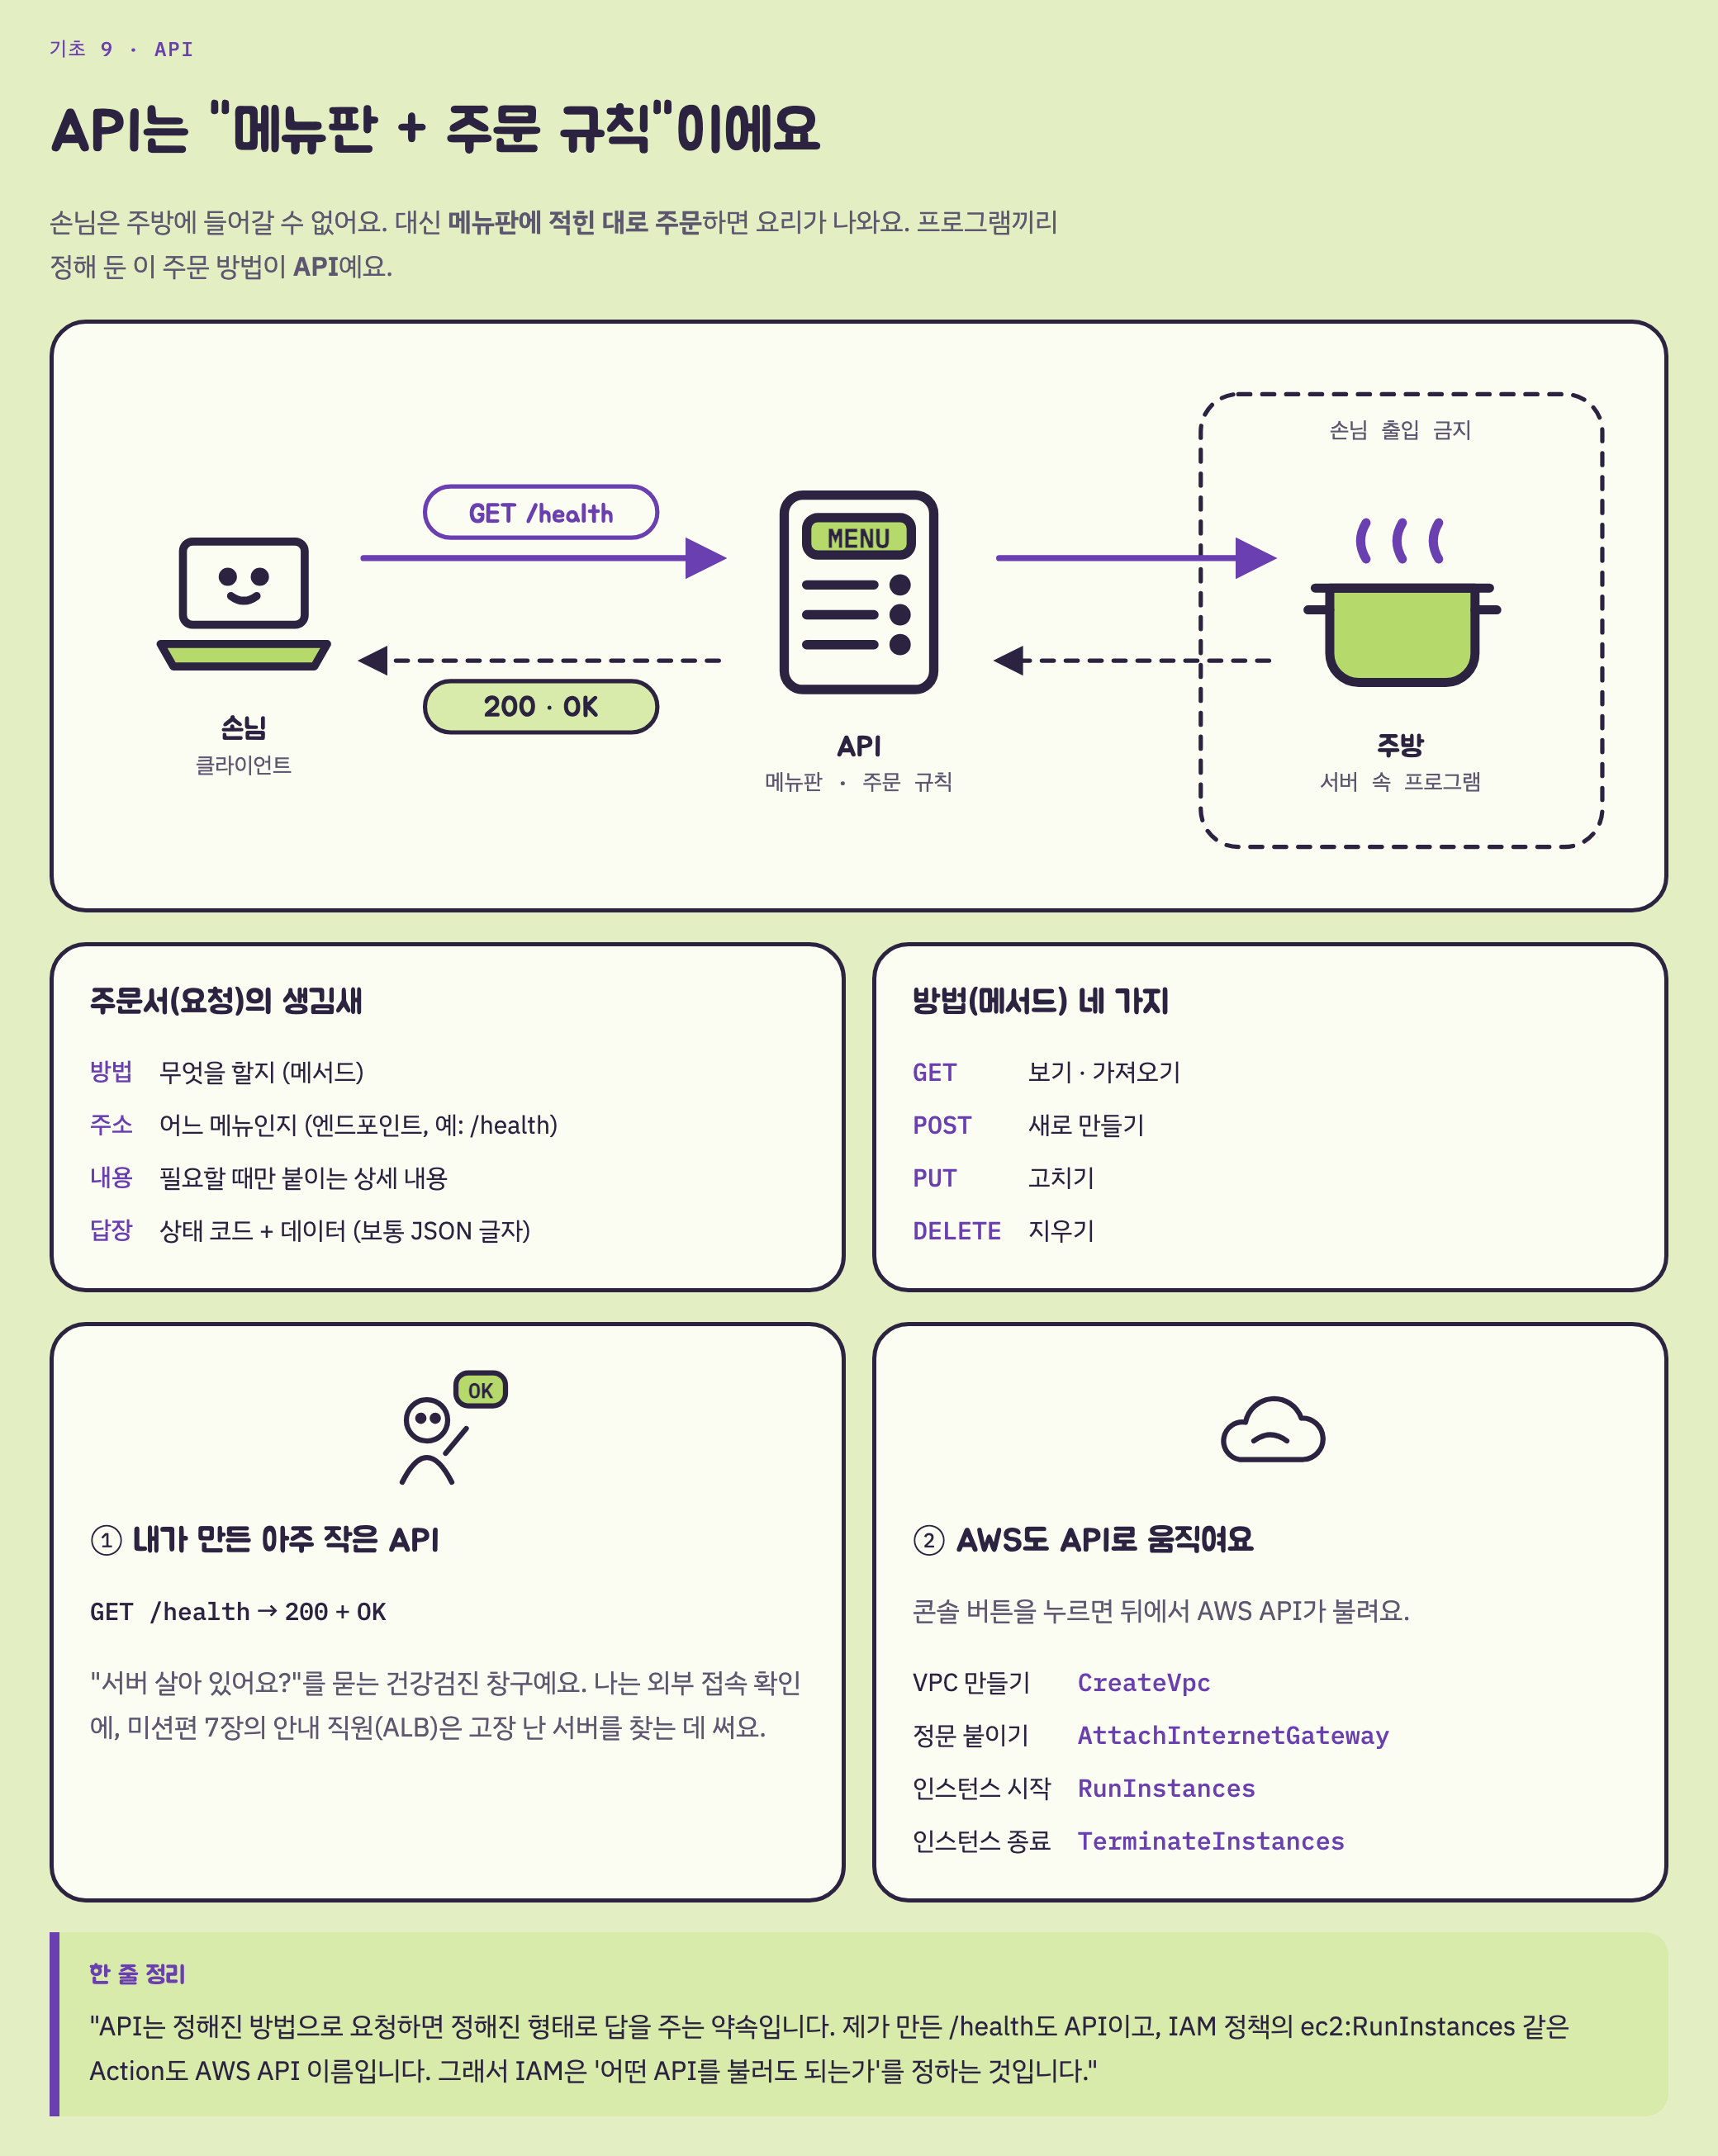 기초 9 · API
API는 "메뉴판 + 주문 규칙"이에요
손님은 주방에 들어갈 수 없어요. 대신 메뉴판에 적힌 대로 주문하면 요리가 나와요. 프로그램끼리
정해 둔 이 주문 방법이 API예요.
손님 출입 금지
GET /health
MENU
200 · OK
손님
클라이언트
API
메뉴판 · 주문 규칙
주방
서버 속 프로그램
주문서(요청)의 생김새
방법 무엇을 할지 (메서드)
주소 어느 메뉴인지 (엔드포인트, 예: /health)
내용 필요할 때만 붙이는 상세 내용
답장 상태 코드 + 데이터 (보통 JSON 글자)
방법(메서드) 네 가지
GET 보기 · 가져오기
POST 새로 만들기
PUT 고치기
DELETE 지우기
OK
① 내가 만든 아주 작은 API
GET /health → 200 + OK
"서버 살아 있어요?"를 묻는 건강검진 창구예요. 나는 외부 접속 확인
에, 미션편 7장의 안내 직원(ALB)은 고장 난 서버를 찾는 데 써요.
② AWS도 API로 움직여요
콘솔 버튼을 누르면 뒤에서 AWS API가 불려요.
VPC 만들기 CreateVpc
정문 붙이기 AttachInternetGateway
인스턴스 시작 RunInstances
인스턴스 종료 TerminateInstances
한 줄 정리
"API는 정해진 방법으로 요청하면 정해진 형태로 답을 주는 약속입니다. 제가 만든 /health도 API이고, IAM 정책의 ec2:RunInstances 같은
Action도 AWS API 이름입니다. 그래서 IAM은 '어떤 API를 불러도 되는가'를 정하는 것입니다."